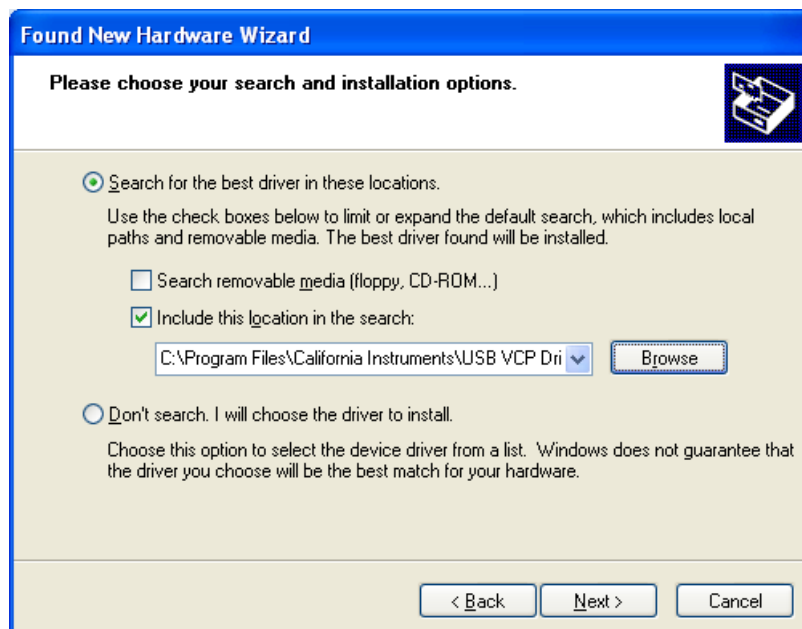 Found New Hardware Wizard
Please choose your search and installation options.
Search for the best driver in these locations.
Use the check boxes below to limit or expand the default search, which includes local
paths and removable media. The best driver found will be installed.
Search removable media (floppy, CD-ROM...)
Include this location in the search:
C:\Program Files\California Instruments\USB VCP Dri
Browse
Don't search. I will choose the driver to install.
Choose this option to select the device driver from a list.  Windows does not guarantee that
the driver you choose will be the best match for your hardware.
< Back
Next >
Cancel